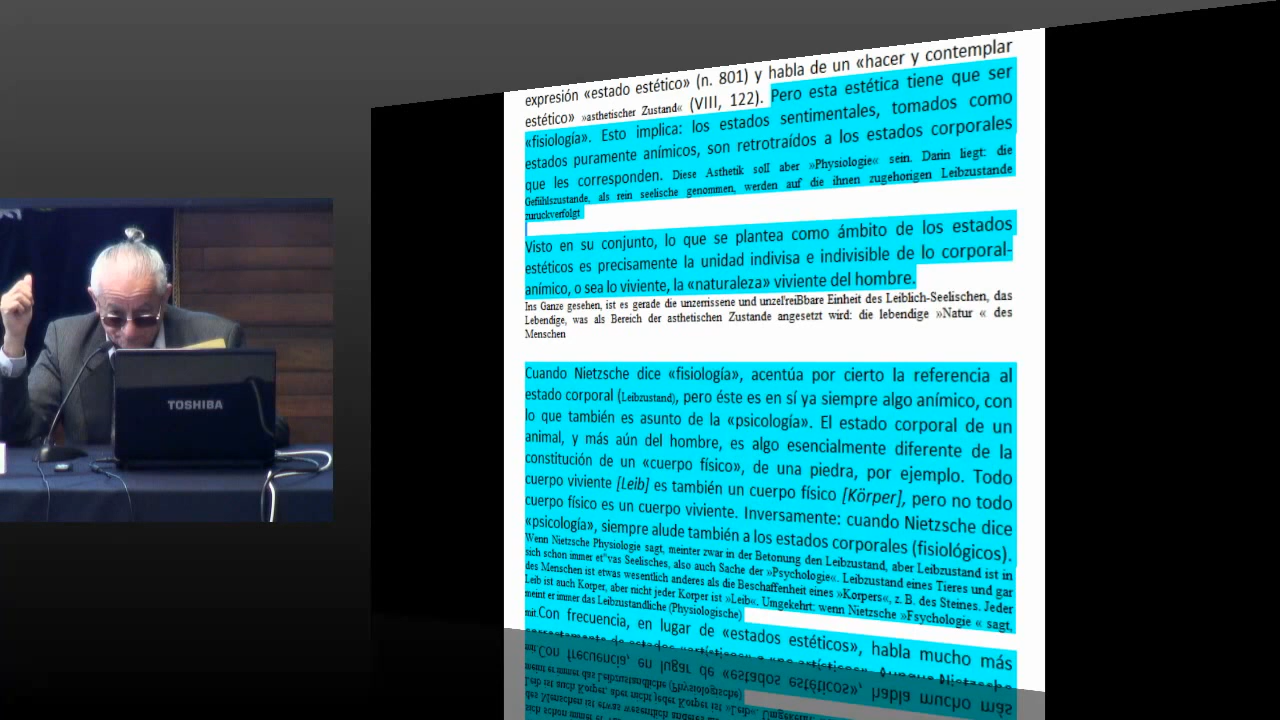 expresión «estado estético» (n. 801) y habla de un «hacer y contemplar
estético» »asthetischer Zustand« (VIII, 122). Pero esta estética tiene que ser
«fisiología». Esto implica: los estados sentimentales, tomados como
estados puramente anímicos, son retrotraídos a los estados corporales
que les corresponden. Diese Asthetik soll aber »Physiologie« sein. Darin liegt: die
Gefühlszustande, als rein seelische genommen, werden auf die ihnen zugehorigen Leibzustande
zuruckverfolgt
Visto en su conjunto, lo que se plantea como ámbito de los estados
estéticos es precisamente la unidad indivisa e indivisible de lo corporal-
anímico, o sea lo viviente, la «naturaleza» viviente del hombre.
Ins Ganze gesehen, ist es gerade die unzerrissene und unzel'reiBbare Einheit des Leiblich-Seelischen, das
Lebendige, was als Bereich der asthetischen Zustande angesetzt wird: die lebendige »Natur « des
Menschen
Cuando Nietzsche dice «fisiología», acentúa por cierto la referencia al
estado corporal (Leibzustand), pero éste es en sí ya siempre algo anímico, con
lo que también es asunto de la «psicología». El estado corporal de un
animal, y más aún del hombre, es algo esencialmente diferente de la
constitución de un «cuerpo físico», de una piedra, por ejemplo. Todo
cuerpo viviente [Leib] es también un cuerpo físico [Körper], pero no todo
cuerpo físico es un cuerpo viviente. Inversamente: cuando Nietzsche dice
«psicología», siempre alude también a los estados corporales (fisiológicos).
Wenn Nietzsche Physiologie sagt, meinter zwar in der Betonung den Leibzustand, aber Leibzustand ist in
sich schon immer et"vas Seelisches, also auch Sache der »Psychologie«. Leibzustand eines Tieres und gar
des Menschen ist etwas wesentlich anderes als die Beschaffenheit eines »Korpers«, z. B. des Steines. Jeder
Leib ist auch Korper, aber nicht jeder Korper ist »Leib«. Umgekehrt: wenn Nietzsche »Fsychologie « sagt,
meint er immer das Leibzustandliche (Physiologische)
mit.Con frecuencia, en lugar de «estados estéticos», habla mucho más
TOSHIBA